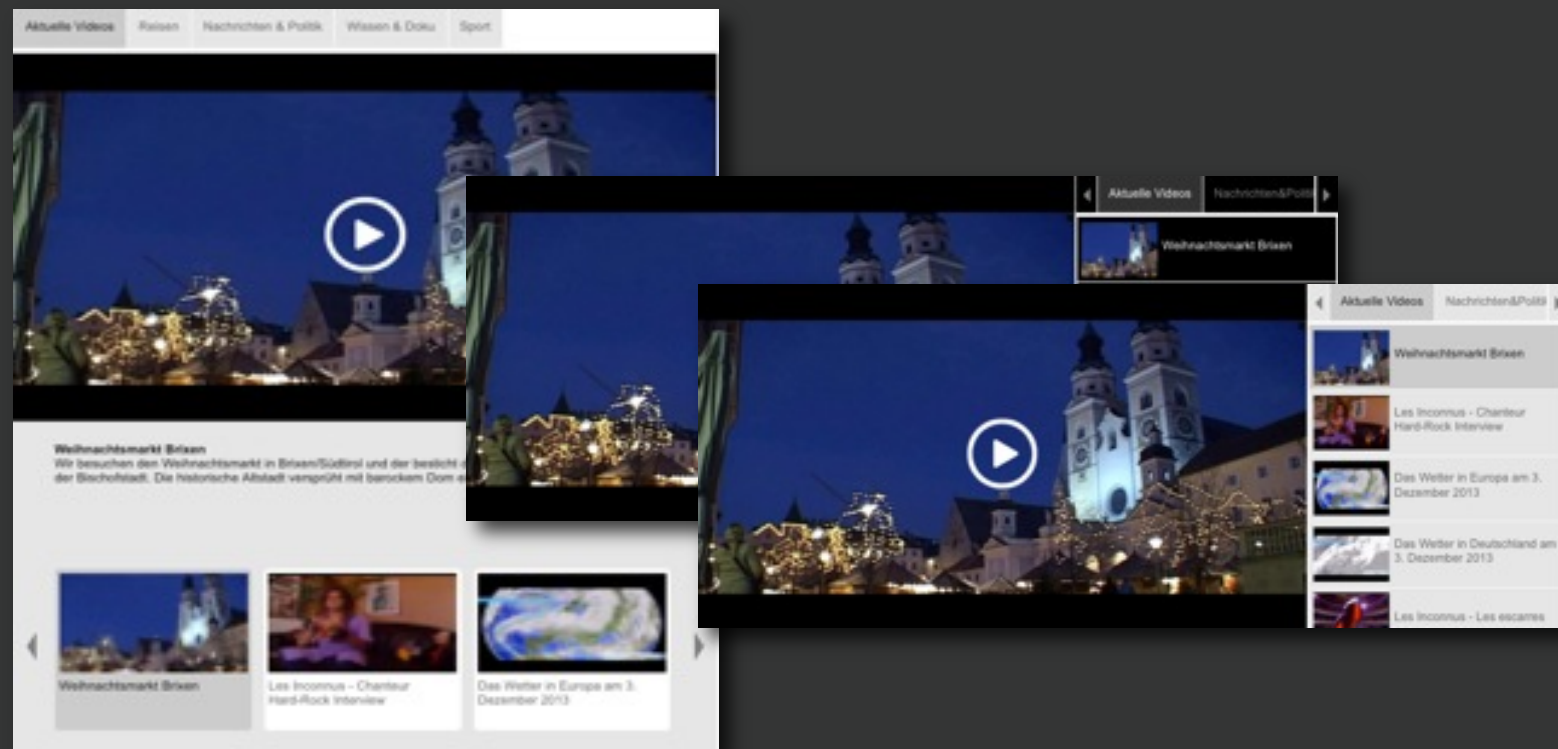 Aktuelle Videos
Reisen
Nachrichten & Politik
Wissen & Doku
Sport
Weihnachtsmarkt Brixen
Wir besuchen den Weihnachtsmarkt in Brixen/Südtirol und der besticht
der Bischofstadt. Die historische Altstadt versprüht mit barockem Dom
Weihnachtsmarkt Brixen
Les Inconnus - Chanteur
Hard-Rock Interview
Das Wetter in Europa am 3.
Dezember 2013
Aktuelle Videos
Nachrichten&Politi
Weihnachtsmarkt Brixen
Aktuelle Videos
Nachrichten&Politik
Weihnachtsmarkt Brixen
Les Inconnus - Chanteur
Hard-Rock Interview
Das Wetter in Europa am 3.
Dezember 2013
Das Wetter in Deutschland am
3. Dezember 2013
Les Inconnus - Les escarres